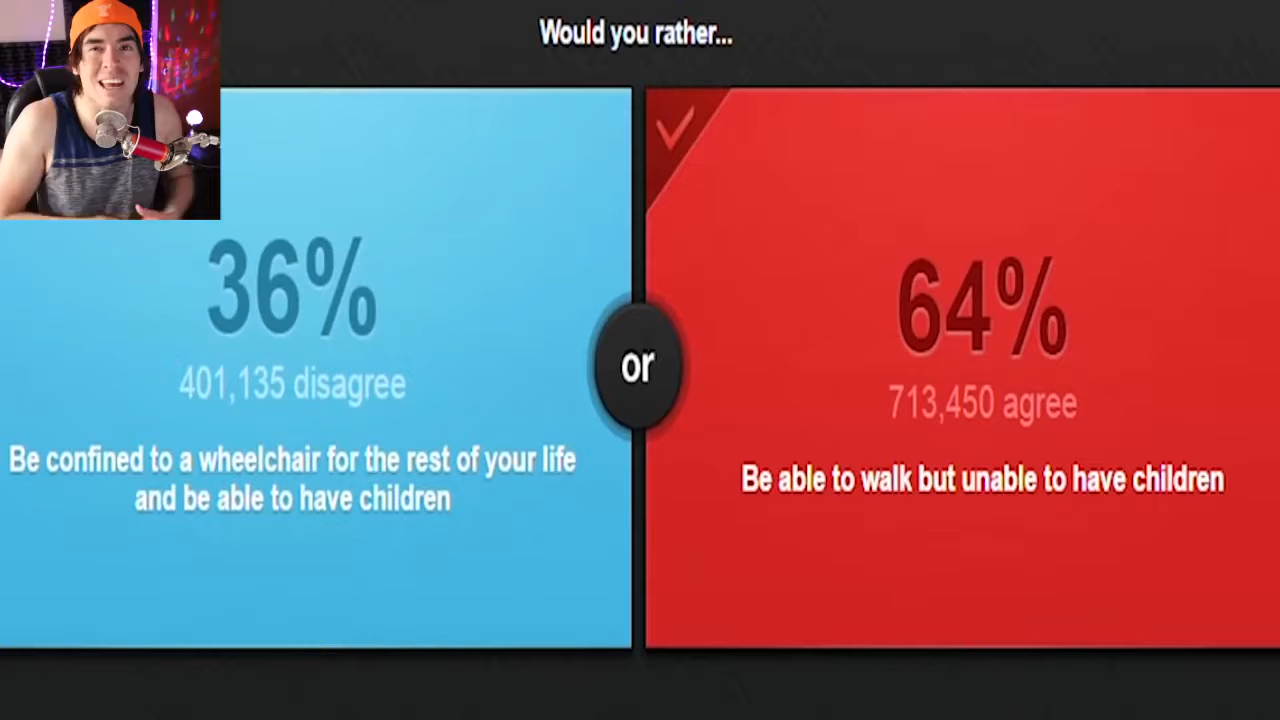 Would you rather...
36%
401,135 disagree
Be confined to a wheelchair for the rest of your life
and be able to have children
or
64%
713,450 agree
Be able to walk but unable to have children